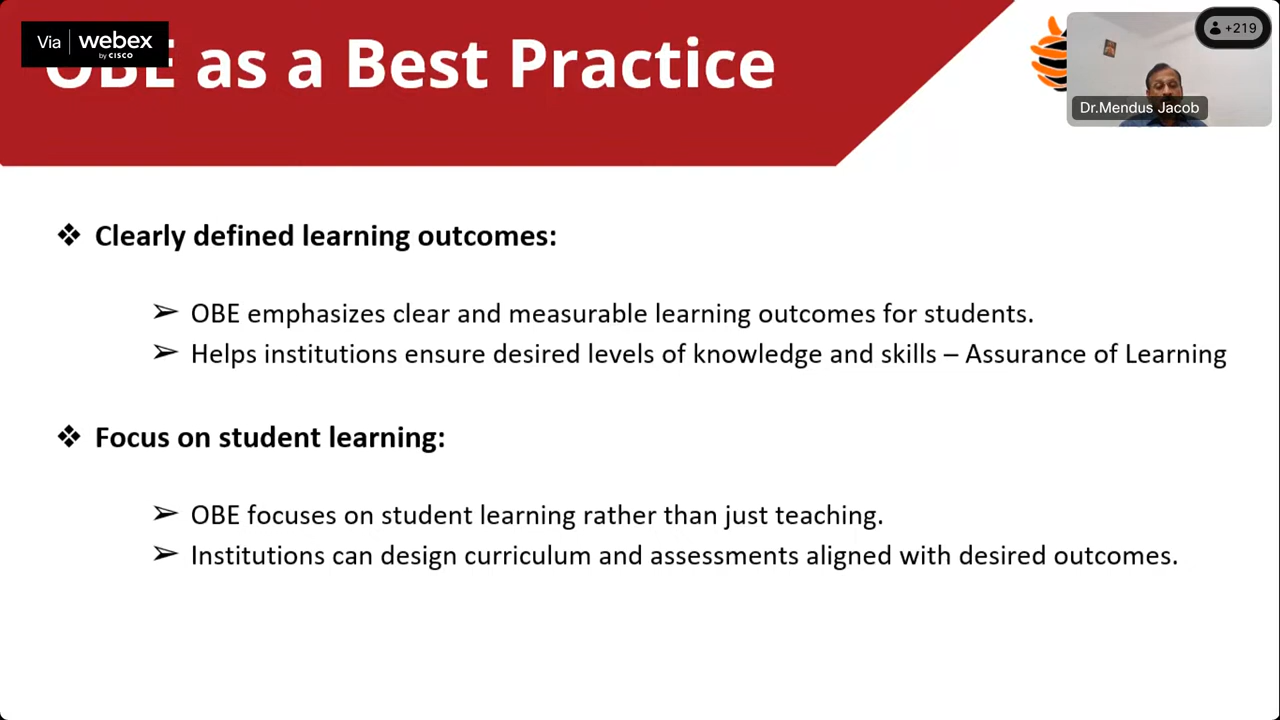 Via webex
by CISCO
OBE as a Best Practice
+219
Dr.Mendus Jacob
❖ Clearly defined learning outcomes:
➢ OBE emphasizes clear and measurable learning outcomes for students.
➢ Helps institutions ensure desired levels of knowledge and skills – Assurance of Learning
❖ Focus on student learning:
➢ OBE focuses on student learning rather than just teaching.
➢ Institutions can design curriculum and assessments aligned with desired outcomes.